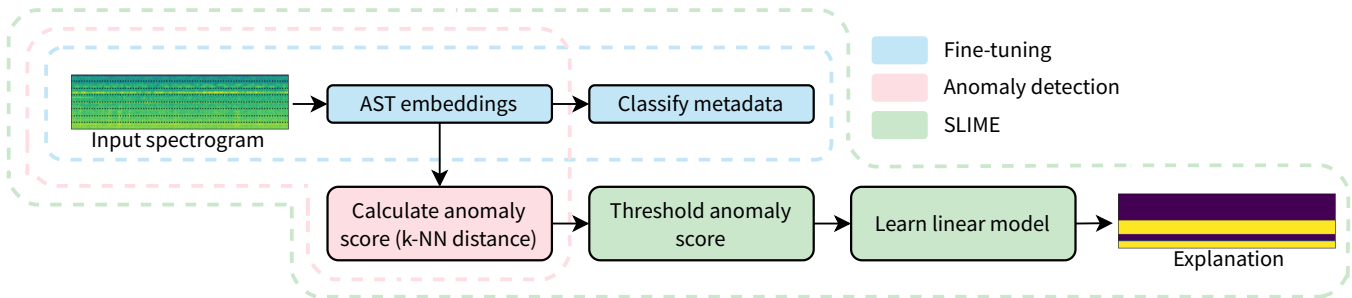 Fine-tuning
Anomaly detection
SLIME
AST embeddings
Classify metadata
Input spectrogram
Calculate anomaly
score (k-NN distance)
Threshold anomaly
score
Learn linear model
Explanation